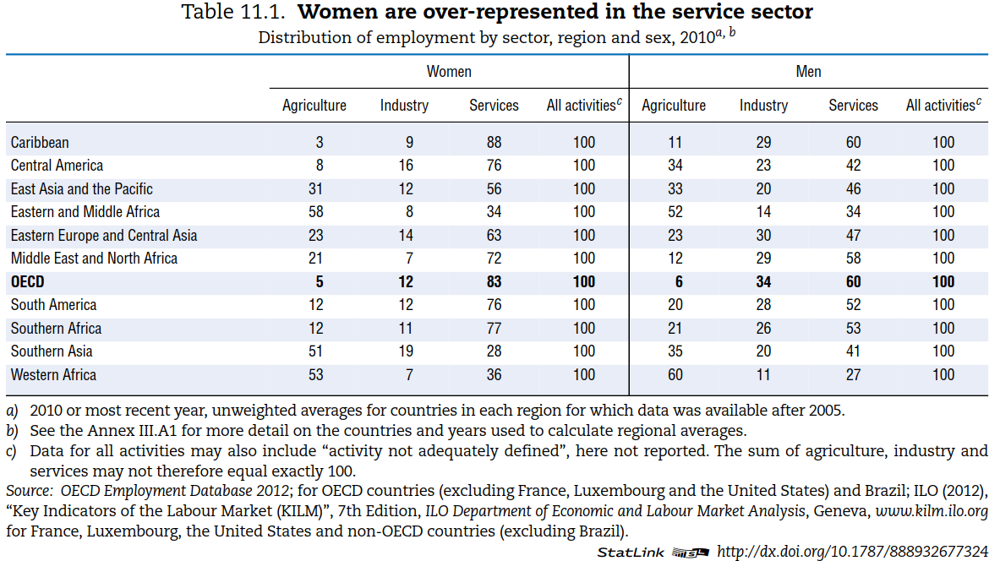 Table 11.1. Women are over-represented in the service sector
Distribution of employment by sector, region and sex, 2010a, b
Women Men
Agriculture Industry Services All activitiesc Agriculture Industry Services All activitiesc
Caribbean 3 9 88 100 11 29 60 100
Central America 8 16 76 100 34 23 42 100
East Asia and the Pacific 31 12 56 100 33 20 46 100
Eastern and Middle Africa 58 8 34 100 52 14 34 100
Eastern Europe and Central Asia 23 14 63 100 23 30 47 100
Middle East and North Africa 21 7 72 100 12 29 58 100
OECD 5 12 83 100 6 34 60 100
South America 12 12 76 100 20 28 52 100
Southern Africa 12 11 77 100 21 26 53 100
Southern Asia 51 19 28 100 35 20 41 100
Western Africa 53 7 36 100 60 11 27 100
a) 2010 or most recent year, unweighted averages for countries in each region for which data was available after 2005.
b) See the Annex III.A1 for more detail on the countries and years used to calculate regional averages.
c) Data for all activities may also include “activity not adequately defined”, here not reported. The sum of agriculture, industry and
services may not therefore equal exactly 100.
Source: OECD Employment Database 2012; for OECD countries (excluding France, Luxembourg and the United States) and Brazil; ILO (2012),
“Key Indicators of the Labour Market (KILM)”, 7th Edition, ILO Department of Economic and Labour Market Analysis, Geneva, www.kilm.ilo.org
for France, Luxembourg, the United States and non-OECD countries (excluding Brazil).
StatLink http://dx.doi.org/10.1787/888932677324